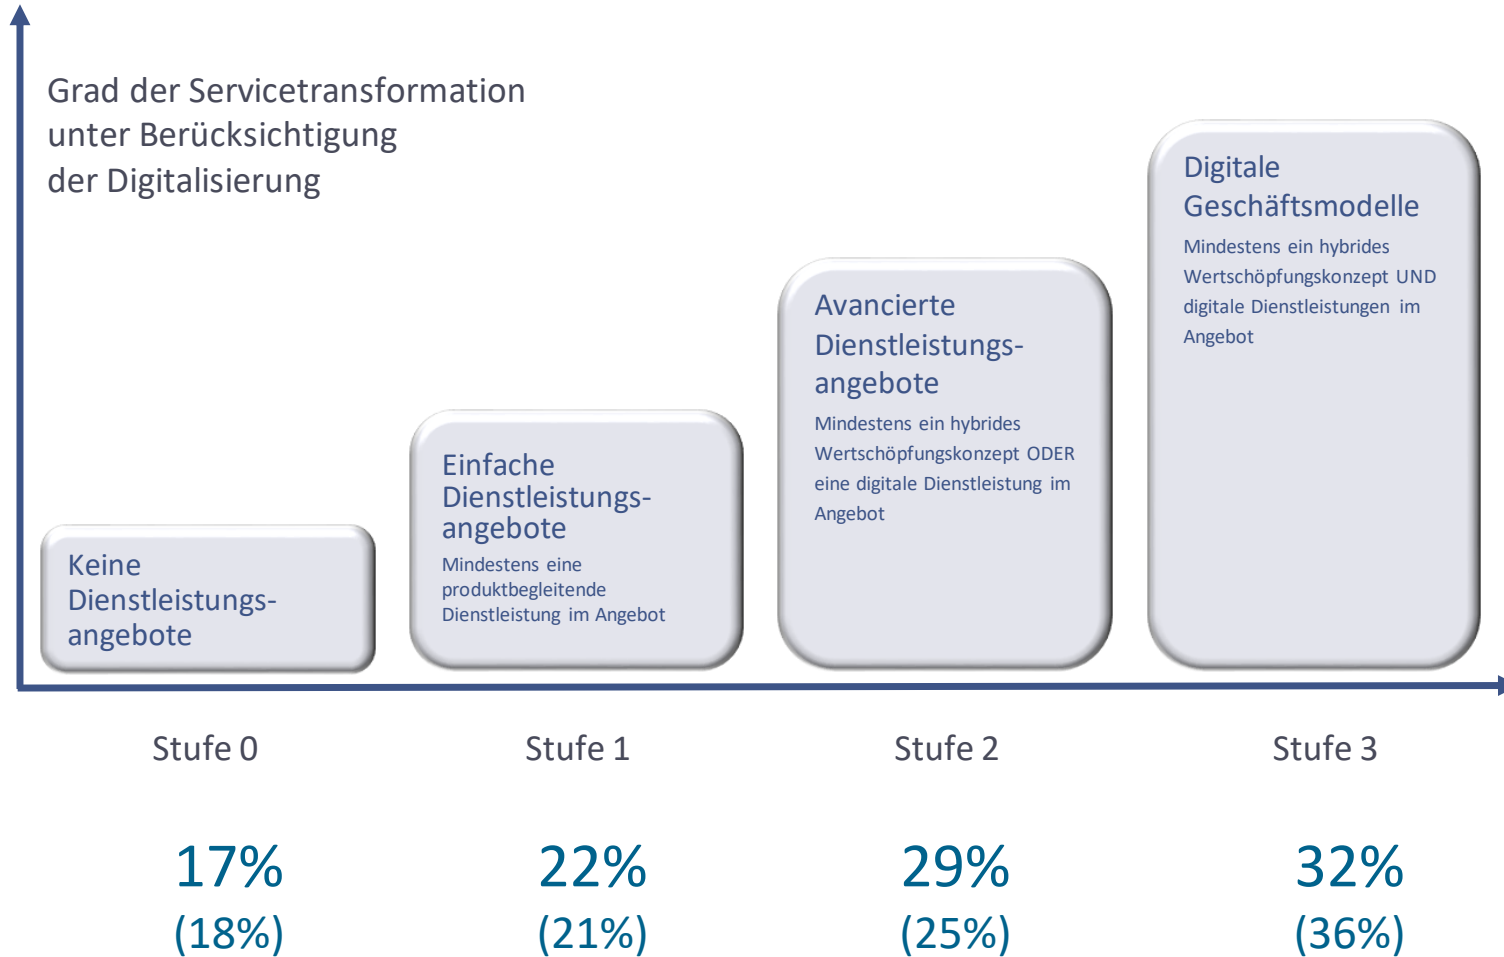 Grad der Servicetransformation
unter Berücksichtigung
der Digitalisierung
Keine
Dienstleistungs-
angebote
Einfache
Dienstleistungs-
angebote
Mindestens eine
produktbegleitende
Dienstleistung im Angebot
Avancierte
Dienstleistungs-
angebote
Mindestens ein hybrides
Wertschöpfungskonzept ODER
eine digitale Dienstleistung im
Angebot
Digitale
Geschäftsmodelle
Mindestens ein hybrides
Wertschöpfungskonzept UND
digitale Dienstleistungen im
Angebot
Stufe 0
Stufe 1
Stufe 2
Stufe 3
17%
22%
29%
32%
(18%)
(21%)
(25%)
(36%)